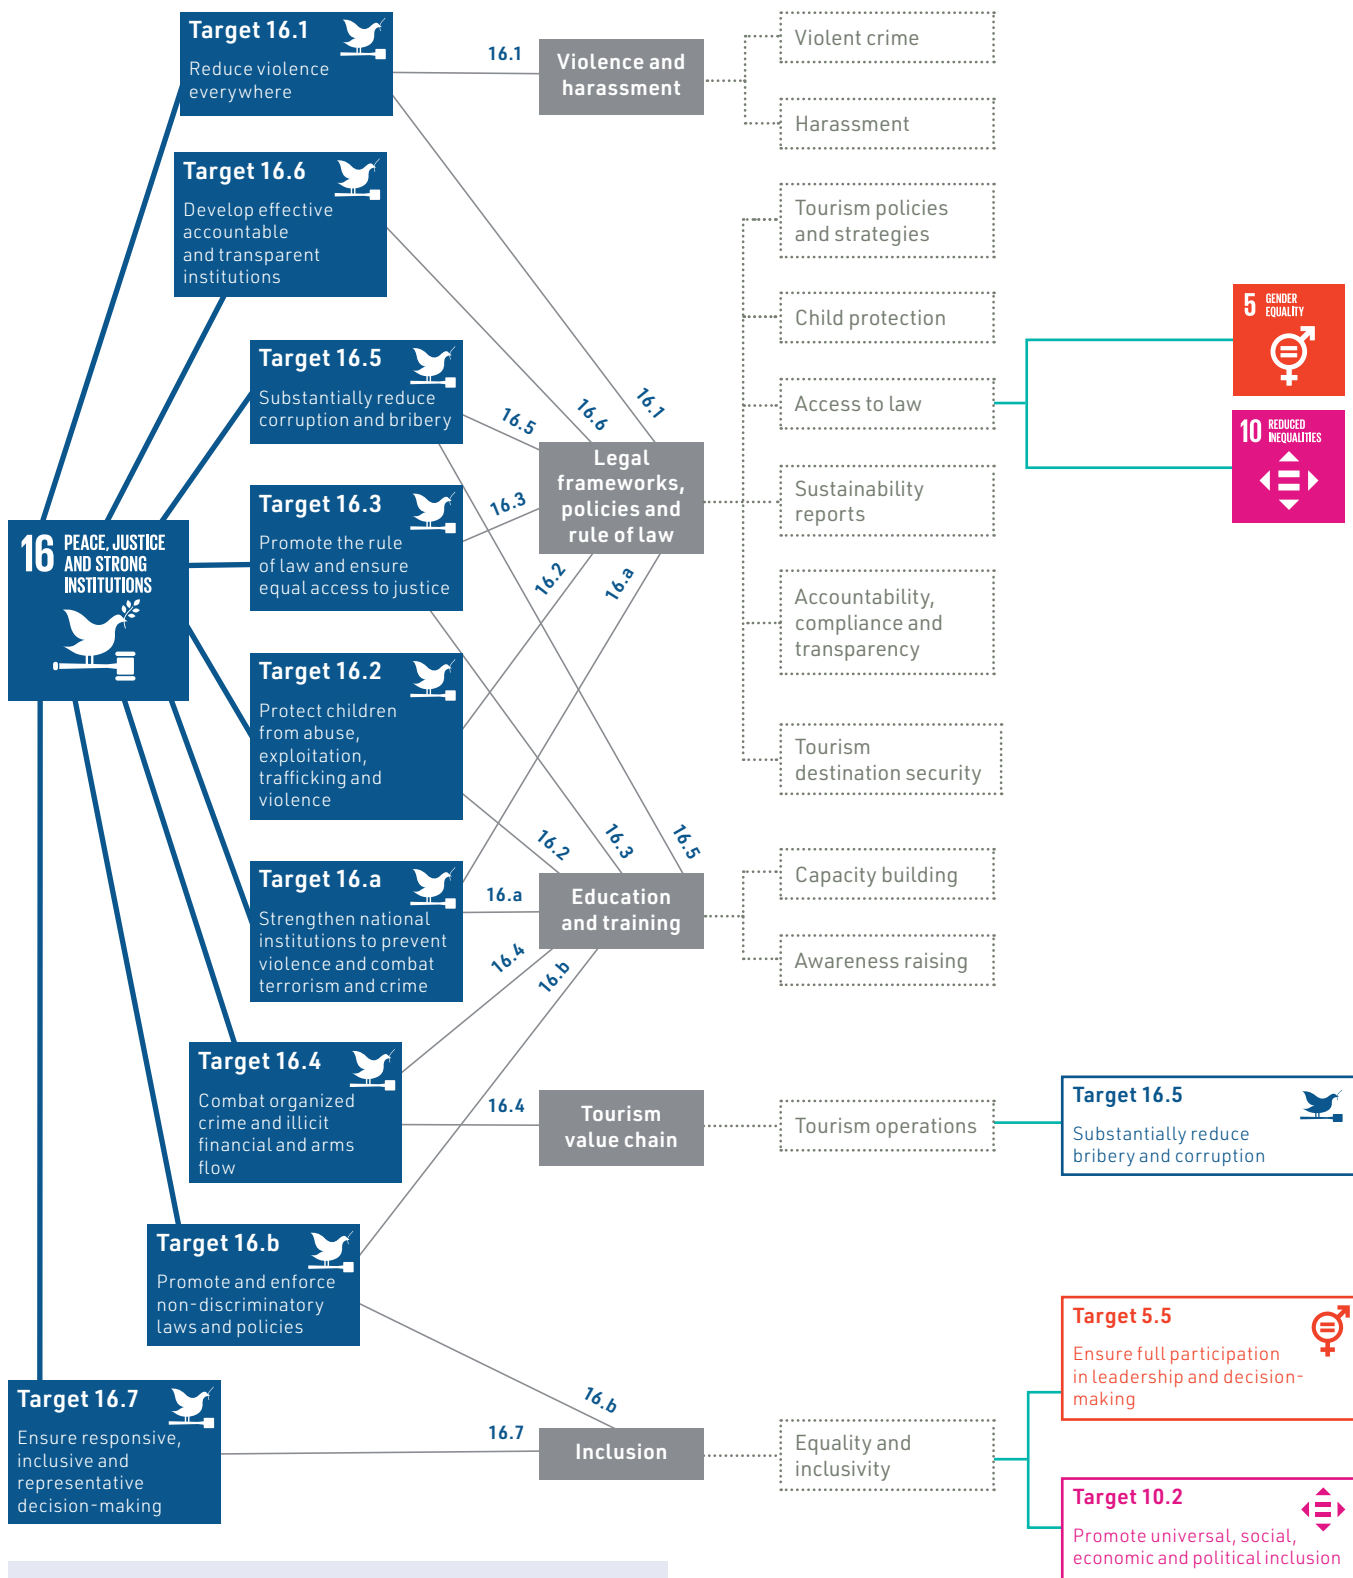 Target 16.1
Reduce violence
everywhere
Target 16.6
Develop effective
accountable
and transparent
institutions
Target 16.5
Substantially reduce
corruption and bribery
Target 16.3
Promote the rule
of law and ensure
equal access to justice
16 PEACE, JUSTICE
AND STRONG
INSTITUTIONS
Target 16.2
Protect children
from abuse,
exploitation,
trafficking and
violence
Target 16.a
Strengthen national
institutions to prevent
violence and combat
terrorism and crime
Target 16.4
Combat organized
crime and illicit
financial and arms
flow
Target 16.b
Promote and enforce
non-discriminatory
laws and policies
Target 16.7
Ensure responsive,
inclusive and
representative
decision-making
16.1
16.1
16.6
16.5
16.3
16.2
16.a
16.2
16.3
16.5
16.a
16.4
16.b
16.4
16.b
16.7
Violence and
harassment
Legal
frameworks,
policies and
rule of law
Education
and training
Tourism
value chain
Inclusion
Violent crime
Harassment
Tourism policies
and strategies
Child protection
Access to law
Sustainability
reports
Accountability,
compliance and
transparency
Tourism
destination security
Capacity building
Awareness raising
Tourism operations
Equality and
inclusivity
5 GENDER
EQUALITY
10 REDUCED
INEQUALITIES
Target 16.5
Substantially reduce
bribery and corruption
Target 5.5
Ensure full participation
in leadership and decision-
making
Target 10.2
Promote universal, social,
economic and political inclusion